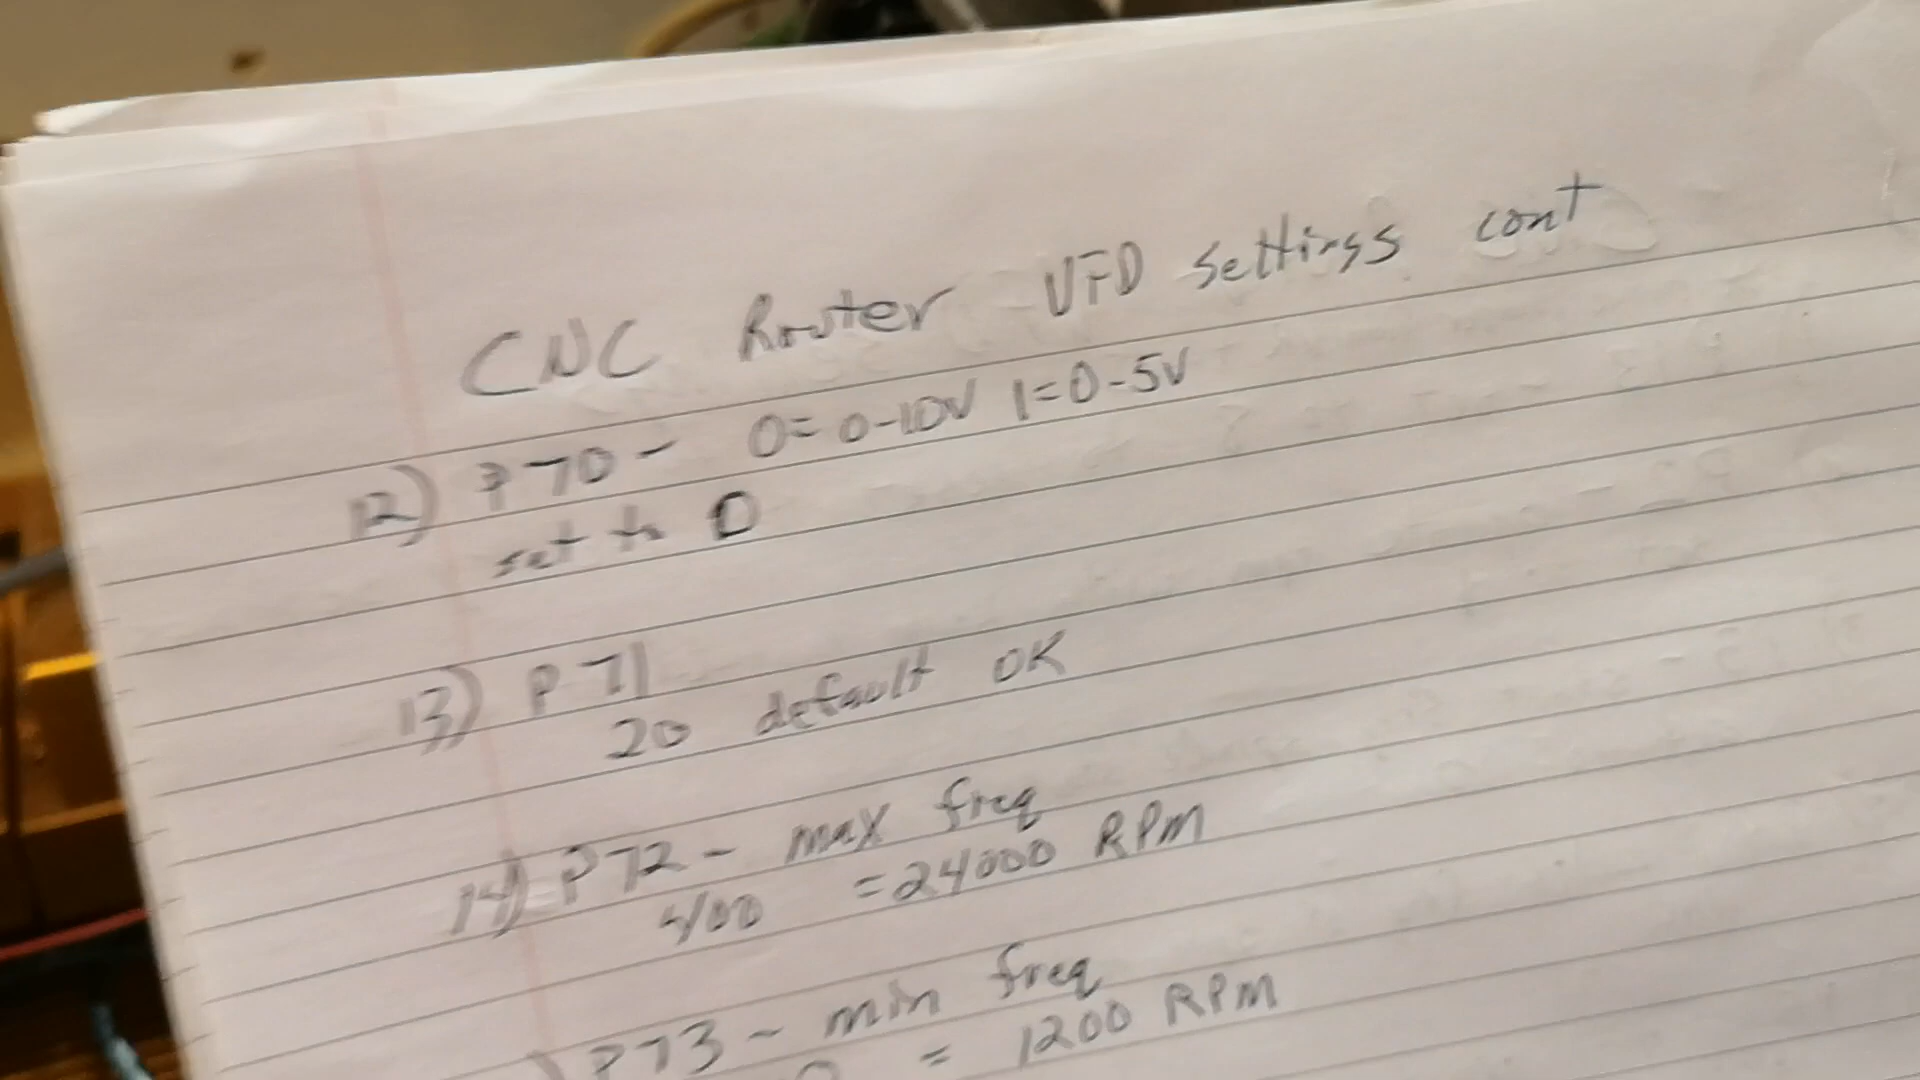 CNC Router VFD settings cont
12) P70 - 0=0-10V 1=0-5V
set to 0
13) P71
20 default OK
14) P72 - max freq
400 =24000 RPM
) P73 - min freq
= 1200 RPM